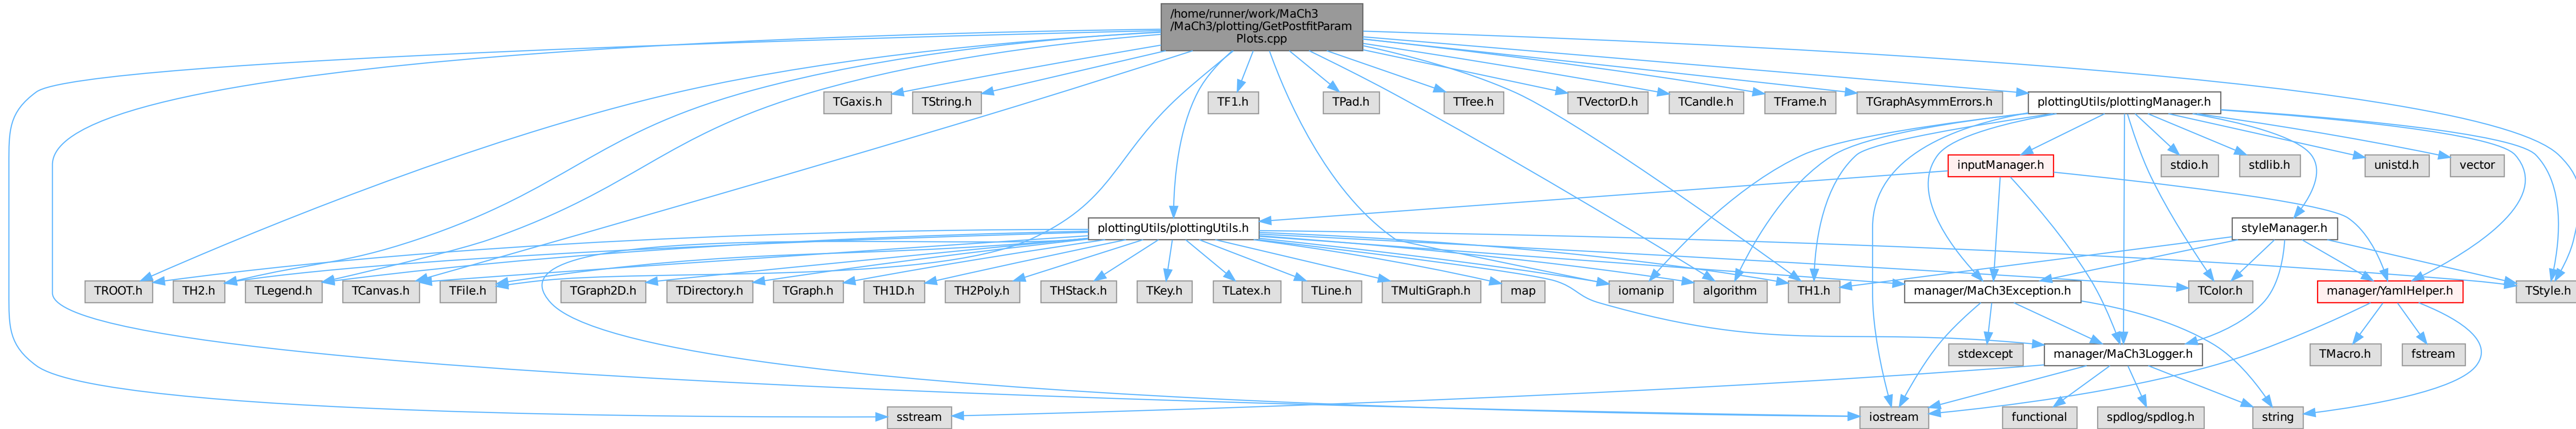 /home/runner/work/MaCh3
/MaCh3/plotting/GetPostfitParam
Plots.cpp
TGaxis.h
TString.h
TF1.h
TPad.h
TTree.h
TVectorD.h
TCandle.h
TFrame.h
TGraphAsymmErrors.h
plottingUtils/plottingManager.h
inputManager.h
stdio.h
stdlib.h
unistd.h
vector
plottingUtils/plottingUtils.h
styleManager.h
TROOT.h
TH2.h
TLegend.h
TCanvas.h
TFile.h
TGraph2D.h
TDirectory.h
TGraph.h
TH1D.h
TH2Poly.h
THStack.h
TKey.h
TLatex.h
TLine.h
TMultiGraph.h
map
iomanip
algorithm
TH1.h
manager/MaCh3Exception.h
TColor.h
manager/YamlHelper.h
TStyle.h
stdexcept
manager/MaCh3Logger.h
TMacro.h
fstream
sstream
iostream
functional
spdlog/spdlog.h
string